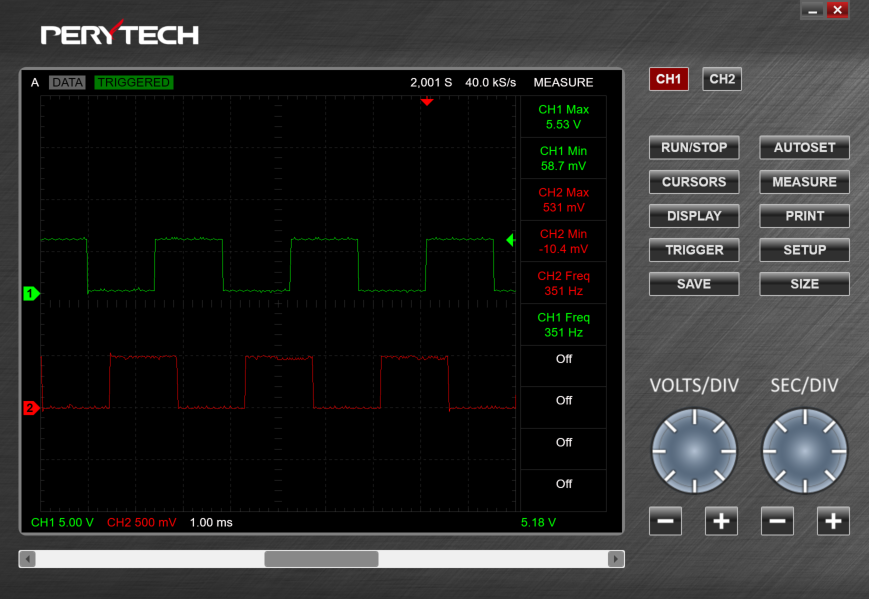 PERYTECH
A DATA TRIGGERED 2,001 S 40.0 kS/s MEASURE
CH1 Max
5.53 V
CH1 Min
58.7 mV
CH2 Max
531 mV
CH2 Min
-10.4 mV
CH2 Freq
351 Hz
CH1 Freq
351 Hz
Off
Off
Off
Off
1
2
CH1 5.00 V CH2 500 mV 1.00 ms 5.18 V
CH1 CH2
RUN/STOP AUTOSET
CURSORS MEASURE
DISPLAY PRINT
TRIGGER SETUP
SAVE SIZE
VOLTS/DIV SEC/DIV